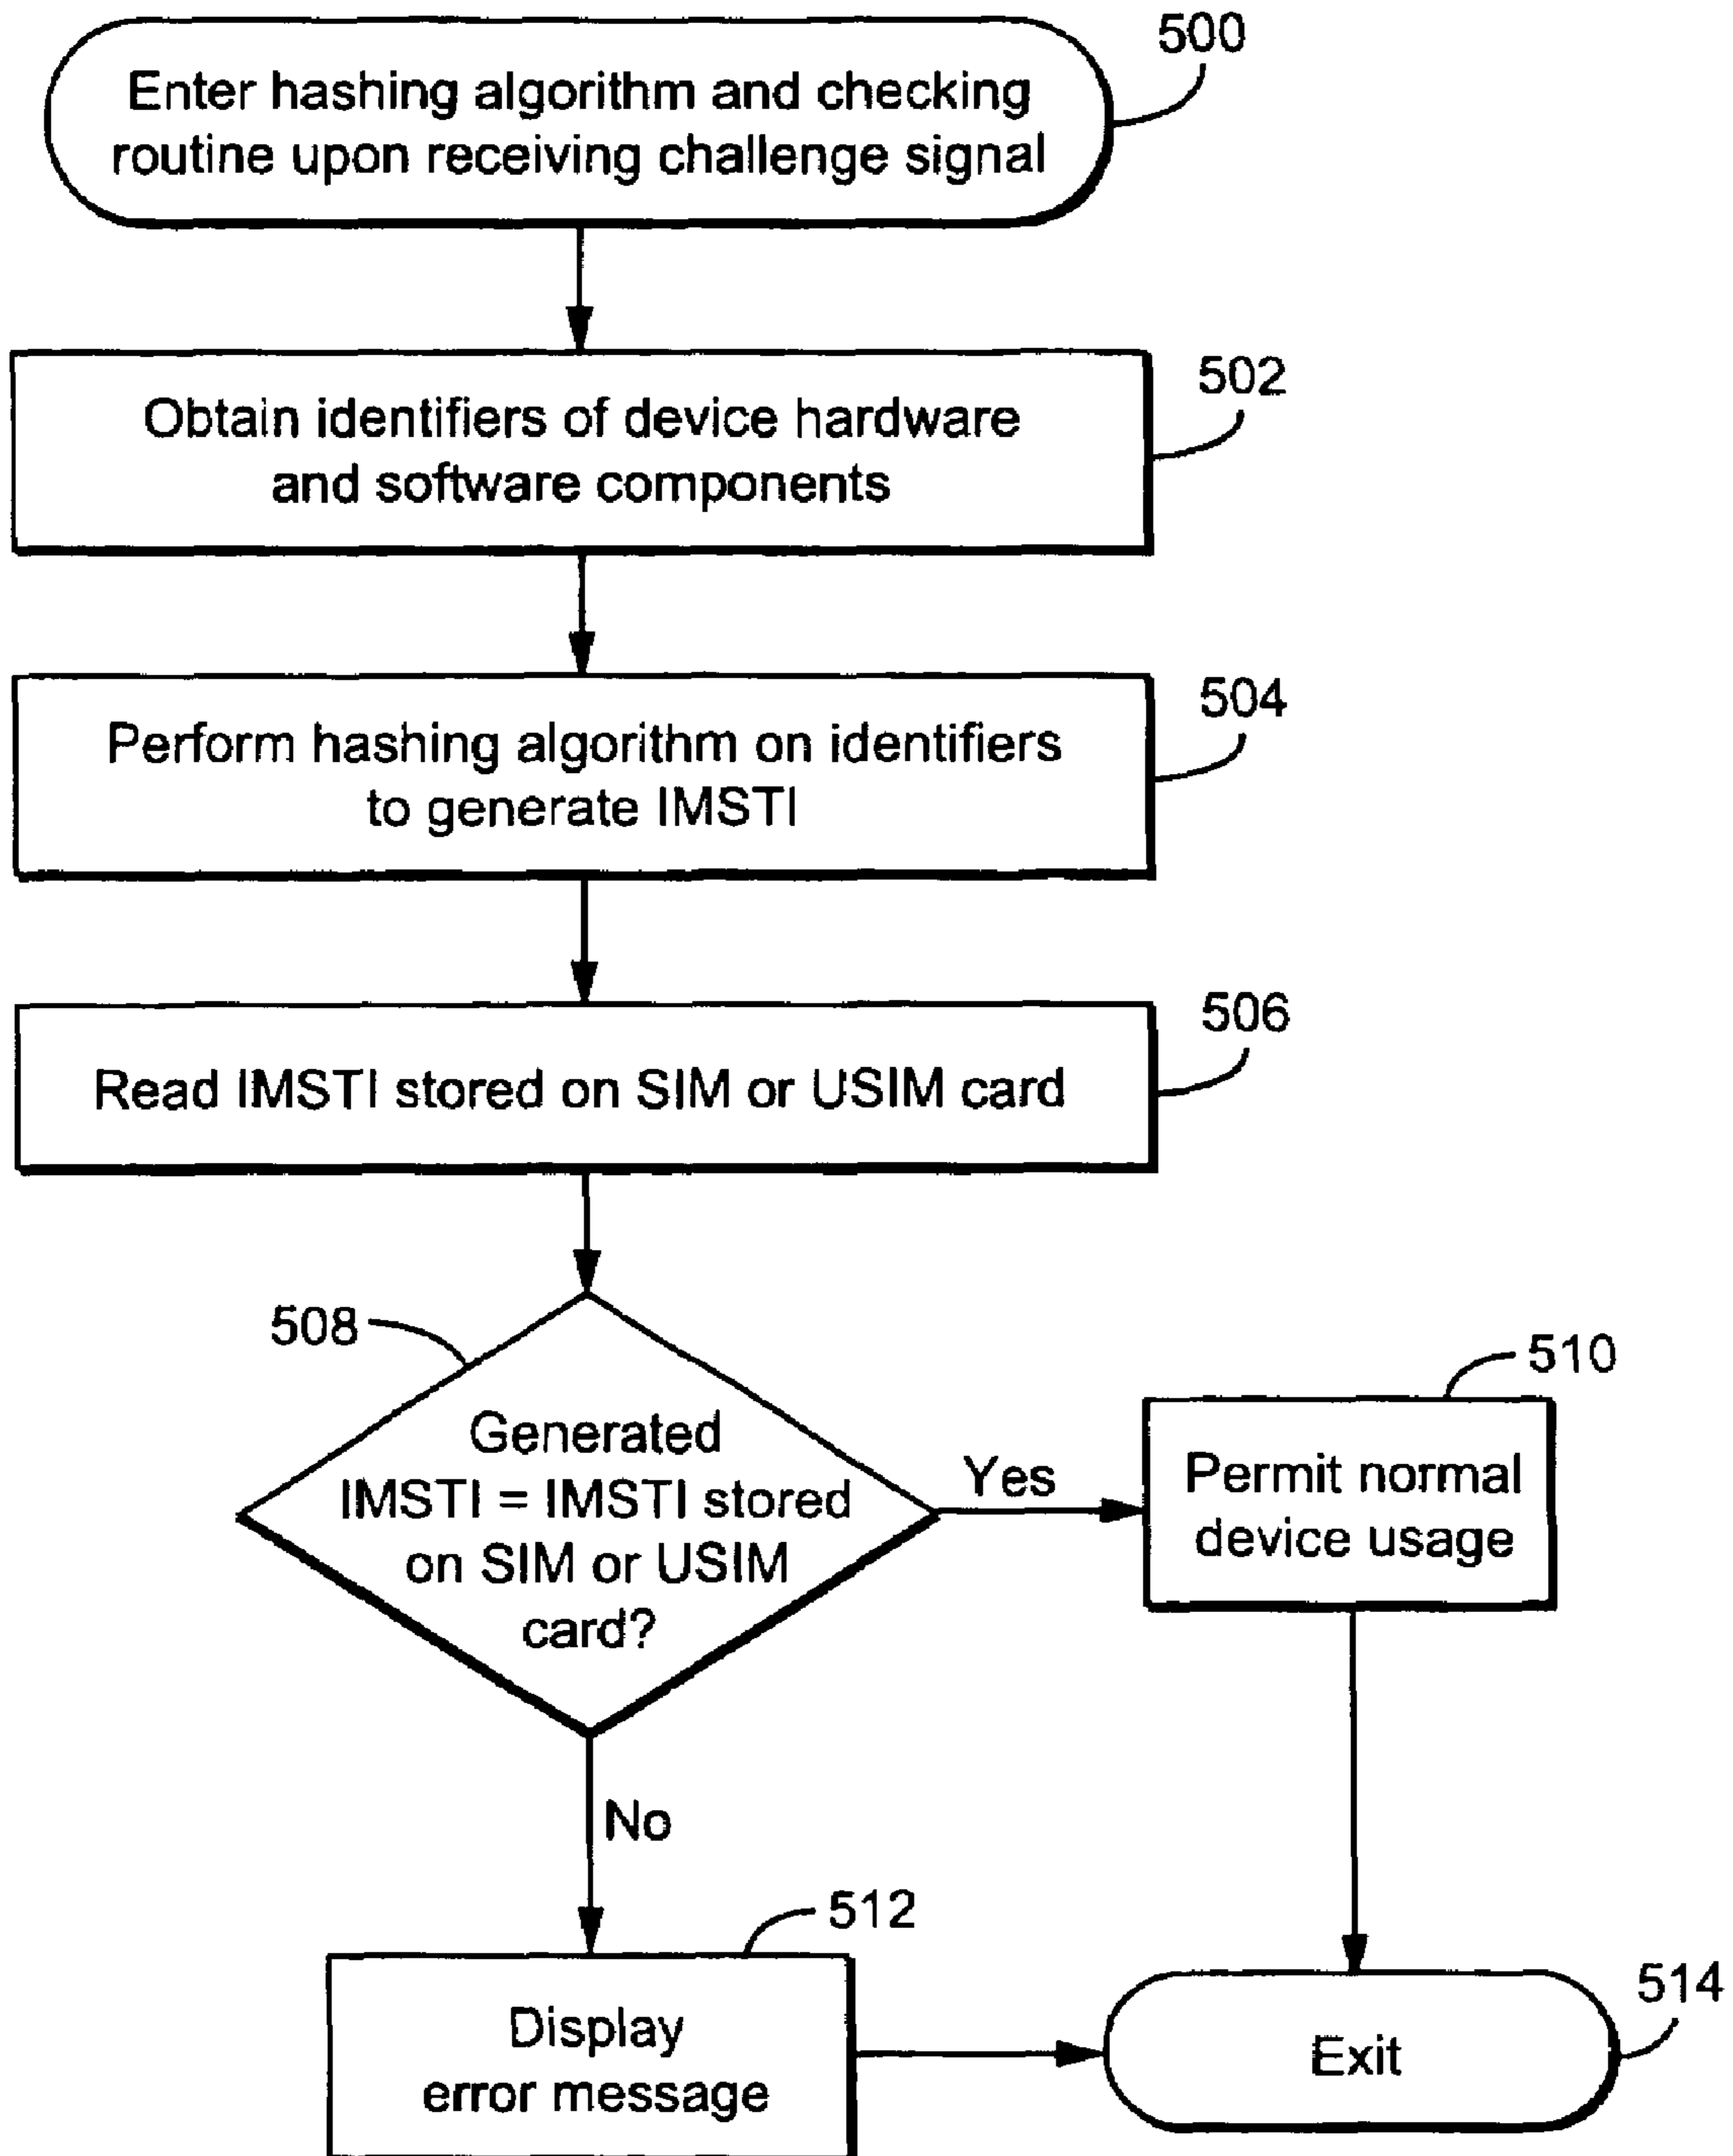 500
Enter hashing algorithm and checking
routine upon receiving challenge signal
502
Obtain identifiers of device hardware
and software components
504
Perform hashing algorithm on identifiers
to generate IMSTI
506
Read IMSTI stored on SIM or USIM card
508
Generated
IMSTI = IMSTI stored
on SIM or USIM
card?
Yes
510
Permit normal
device usage
No
512
Display
error message
514
Exit